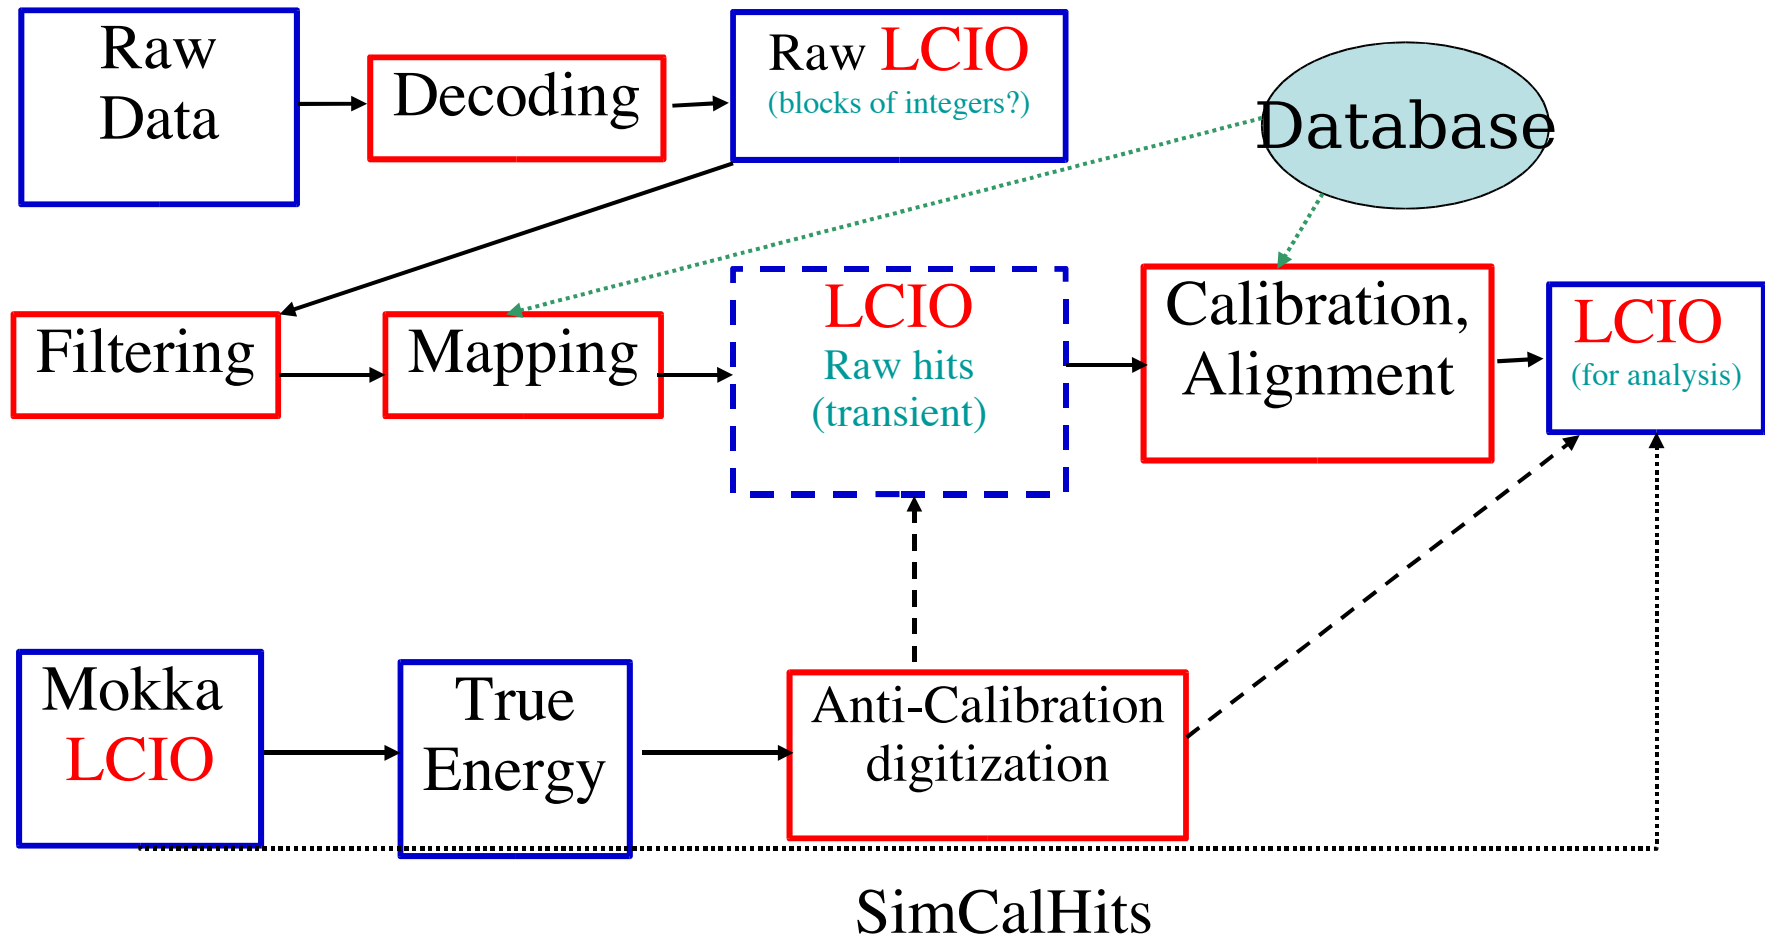 Raw
Data
Decoding
Raw LCIO
(blocks of integers?)
Database
Filtering
Mapping
LCIO
Raw hits
(transient)
Calibration,
Alignment
LCIO
(for analysis)
Mokka
LCIO
True
Energy
Anti-Calibration
digitization
SimCalHits